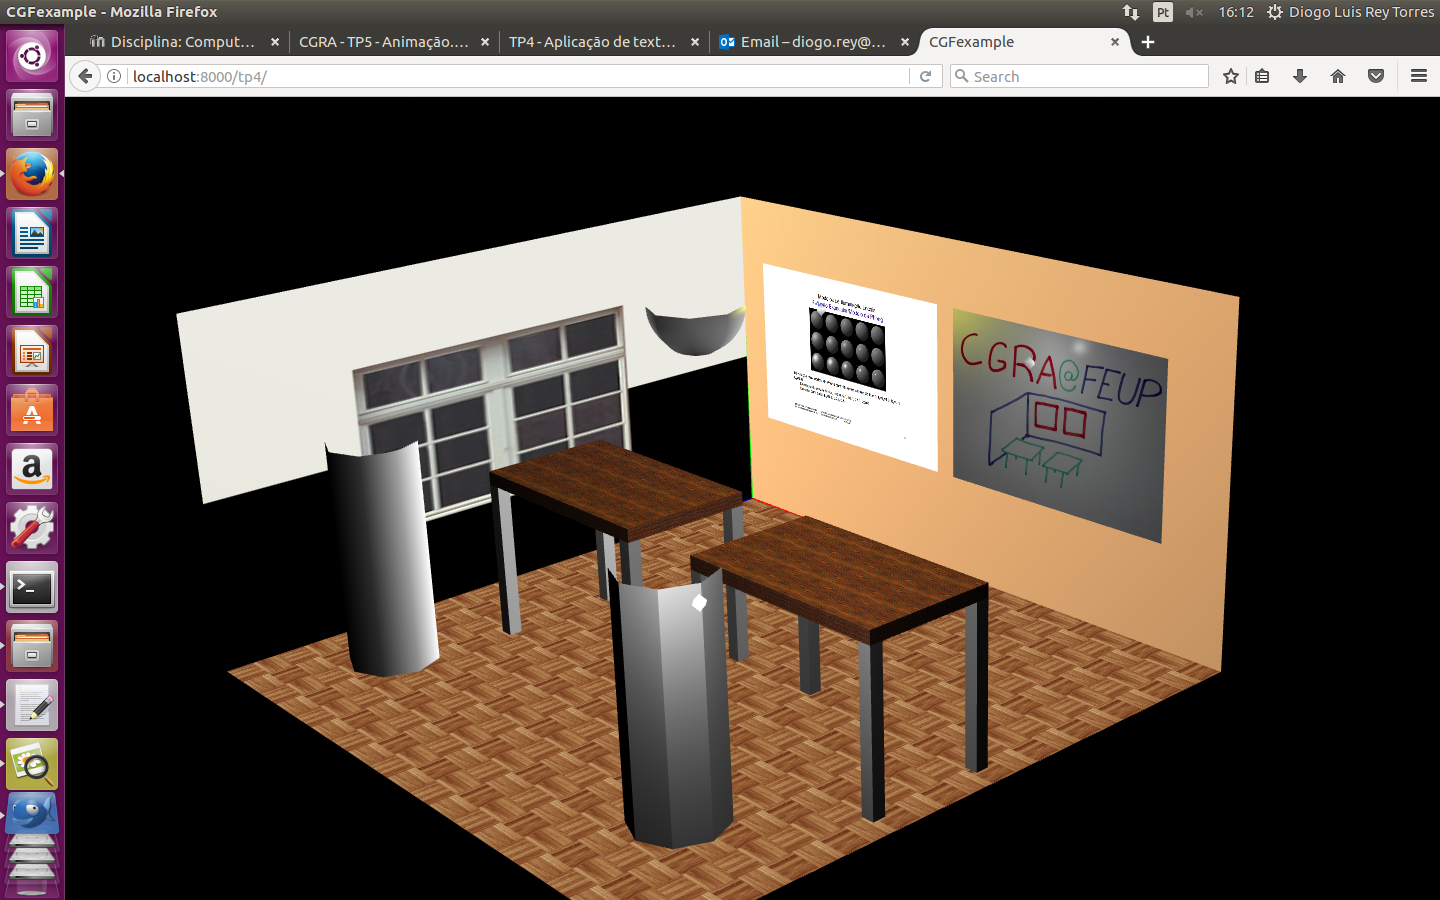 CGFexample - Mozilla Firefox
Pt
16:12
Diogo Luis Rey Torres
Disciplina: Comput…
CGRA - TP5 - Animação.…
TP4 - Aplicação de text…
Email – diogo.rey@…
CGFexample
localhost:8000/tp4/
Search
CGRA@FEUP